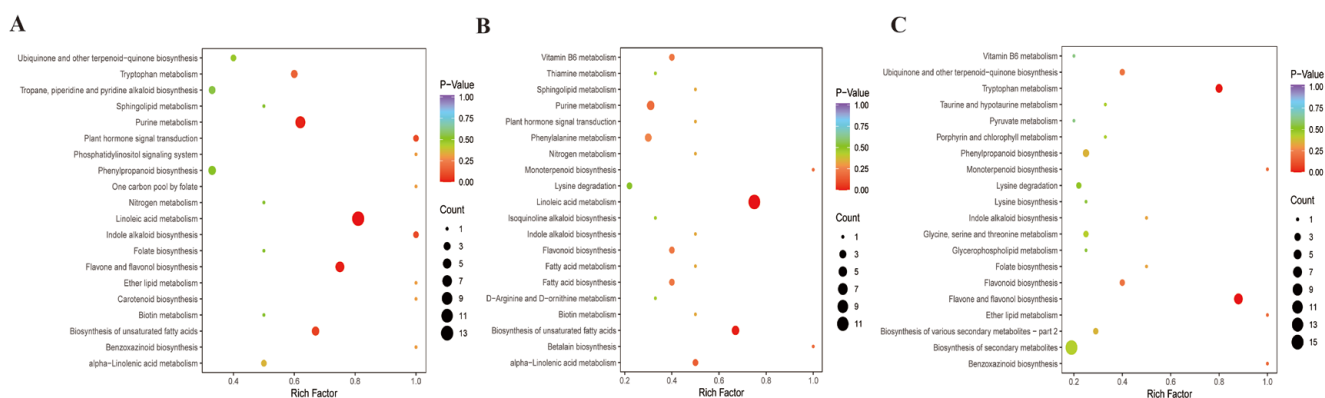 A
Ubiquinone and other terpenoid-quinone biosynthesis
Tryptophan metabolism
Tropane, piperidine and pyridine alkaloid biosynthesis
Sphingolipid metabolism
Purine metabolism
Plant hormone signal transduction
Phosphatidylinositol signaling system
Phenylpropanoid biosynthesis
One carbon pool by folate
Nitrogen metabolism
Linoleic acid metabolism
Indole alkaloid biosynthesis
Folate biosynthesis
Flavone and flavonol biosynthesis
Ether lipid metabolism
Carotenoid biosynthesis
Biotin metabolism
Biosynthesis of unsaturated fatty acids
Benzoxazinoid biosynthesis
alpha-Linolenic acid metabolism
0.4 0.6 0.8 1.0
Rich Factor
P-Value
1.00
0.75
0.50
0.25
0.00
Count
1
3
5
7
9
11
13
B
Vitamin B6 metabolism
Thiamine metabolism
Sphingolipid metabolism
Purine metabolism
Plant hormone signal transduction
Phenylalanine metabolism
Nitrogen metabolism
Monoterpenoid biosynthesis
Lysine degradation
Linoleic acid metabolism
Isoquinoline alkaloid biosynthesis
Indole alkaloid biosynthesis
Flavonoid biosynthesis
Fatty acid metabolism
Fatty acid biosynthesis
D-Arginine and D-ornithine metabolism
Biotin metabolism
Biosynthesis of unsaturated fatty acids
Betalain biosynthesis
alpha-Linolenic acid metabolism
0.2 0.4 0.6 0.8 1.0
Rich Factor
P-Value
1.00
0.75
0.50
0.25
0.00
Count
1
3
5
7
9
11
C
Vitamin B6 metabolism
Ubiquinone and other terpenoid-quinone biosynthesis
Tryptophan metabolism
Taurine and hypotaurine metabolism
Pyruvate metabolism
Porphyrin and chlorophyll metabolism
Phenylpropanoid biosynthesis
Monoterpenoid biosynthesis
Lysine degradation
Lysine biosynthesis
Indole alkaloid biosynthesis
Glycine, serine and threonine metabolism
Glycerophospholipid metabolism
Folate biosynthesis
Flavonoid biosynthesis
Flavone and flavonol biosynthesis
Ether lipid metabolism
Biosynthesis of various secondary metabolites - part 2
Biosynthesis of secondary metabolites
Benzoxazinoid biosynthesis
0.2 0.4 0.6 0.8 1.0
Rich Factor
P-Value
1.00
0.75
0.50
0.25
0.00
Count
1
3
5
7
9
11
13
15